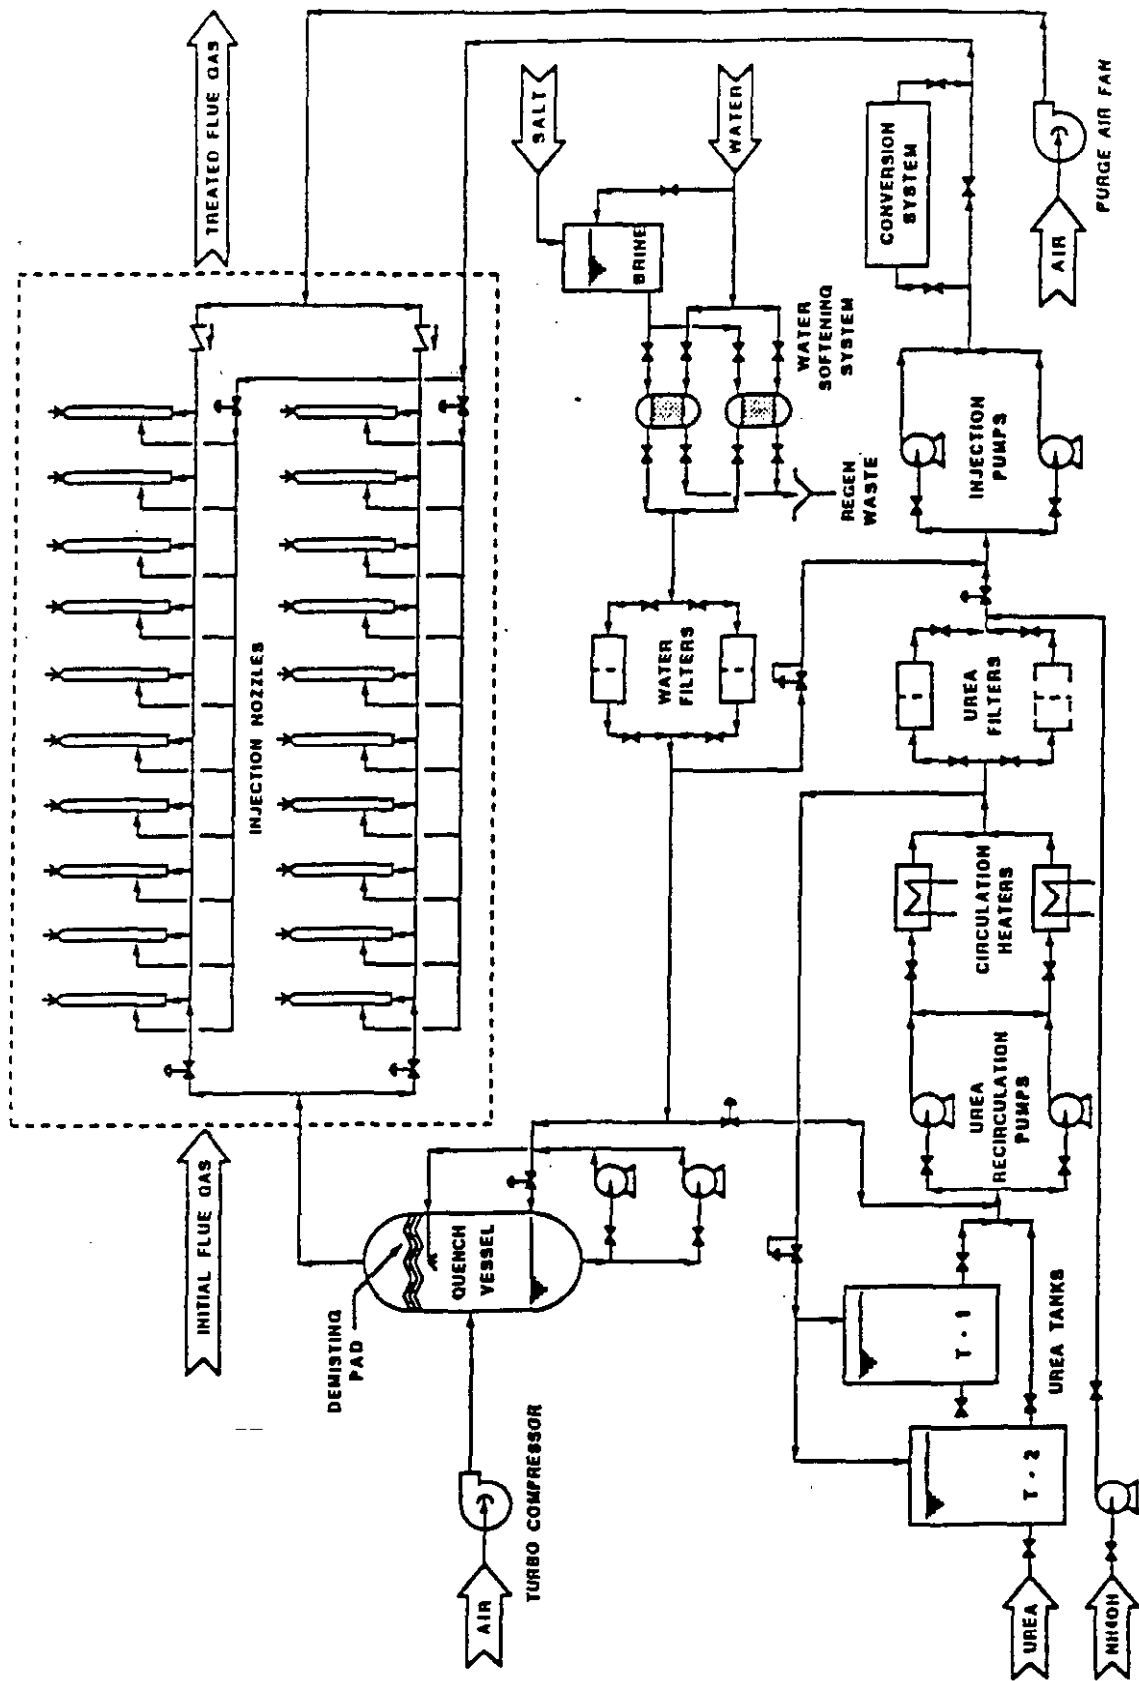 INITIAL FLUE GAS
TREATED FLUE GAS
INJECTION NOZZLES
AIR
TURBO COMPRESSOR
DEMISTING
PAD
QUENCH
VESSEL
SALT
WATER
BRINE
WATER
SOFTENING
SYSTEM
REGEN
WASTE
WATER
FILTERS
UREA
NH4OH
T-2
T-1
UREA TANKS
UREA
RECIRCULATION
PUMPS
CIRCULATION
HEATERS
UREA
FILTERS
INJECTION
PUMPS
CONVERSION
SYSTEM
AIR
PURGE AIR FAN